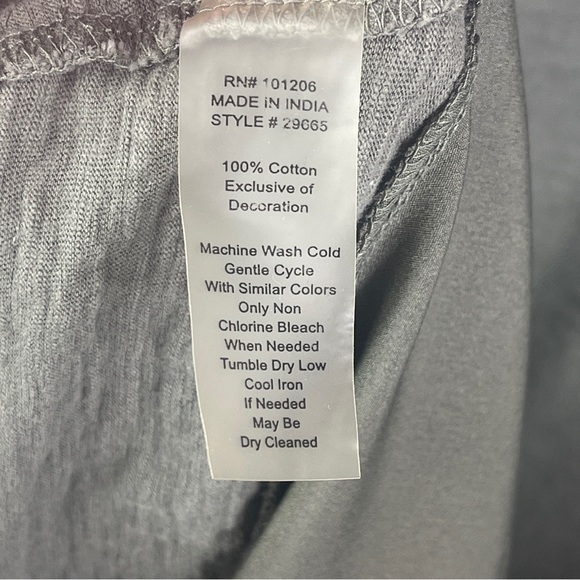 RN# 101206
MADE IN INDIA
STYLE # 29665
100% Cotton
Exclusive of
Decoration
Machine Wash Cold
Gentle Cycle
With Similar Colors
Only Non
Chlorine Bleach
When Needed
Tumble Dry Low
Cool Iron
If Needed
May Be
Dry Cleaned